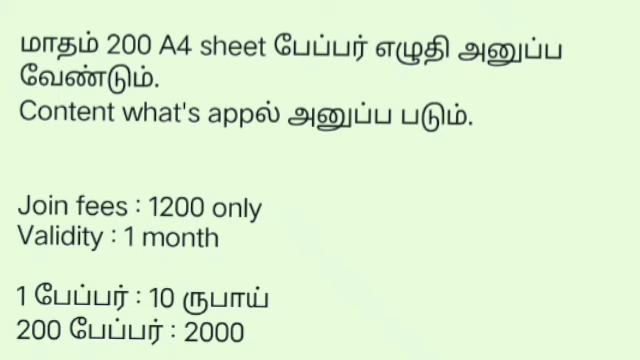 மாதம் 200 A4 sheet பேப்பர் எழுதி அனுப்ப
வேண்டும்.
Content what's appல் அனுப்ப படும்.
Join fees : 1200 only
Validity : 1 month
1 பேப்பர் : 10 ருபாய்
200 பேப்பர் : 2000